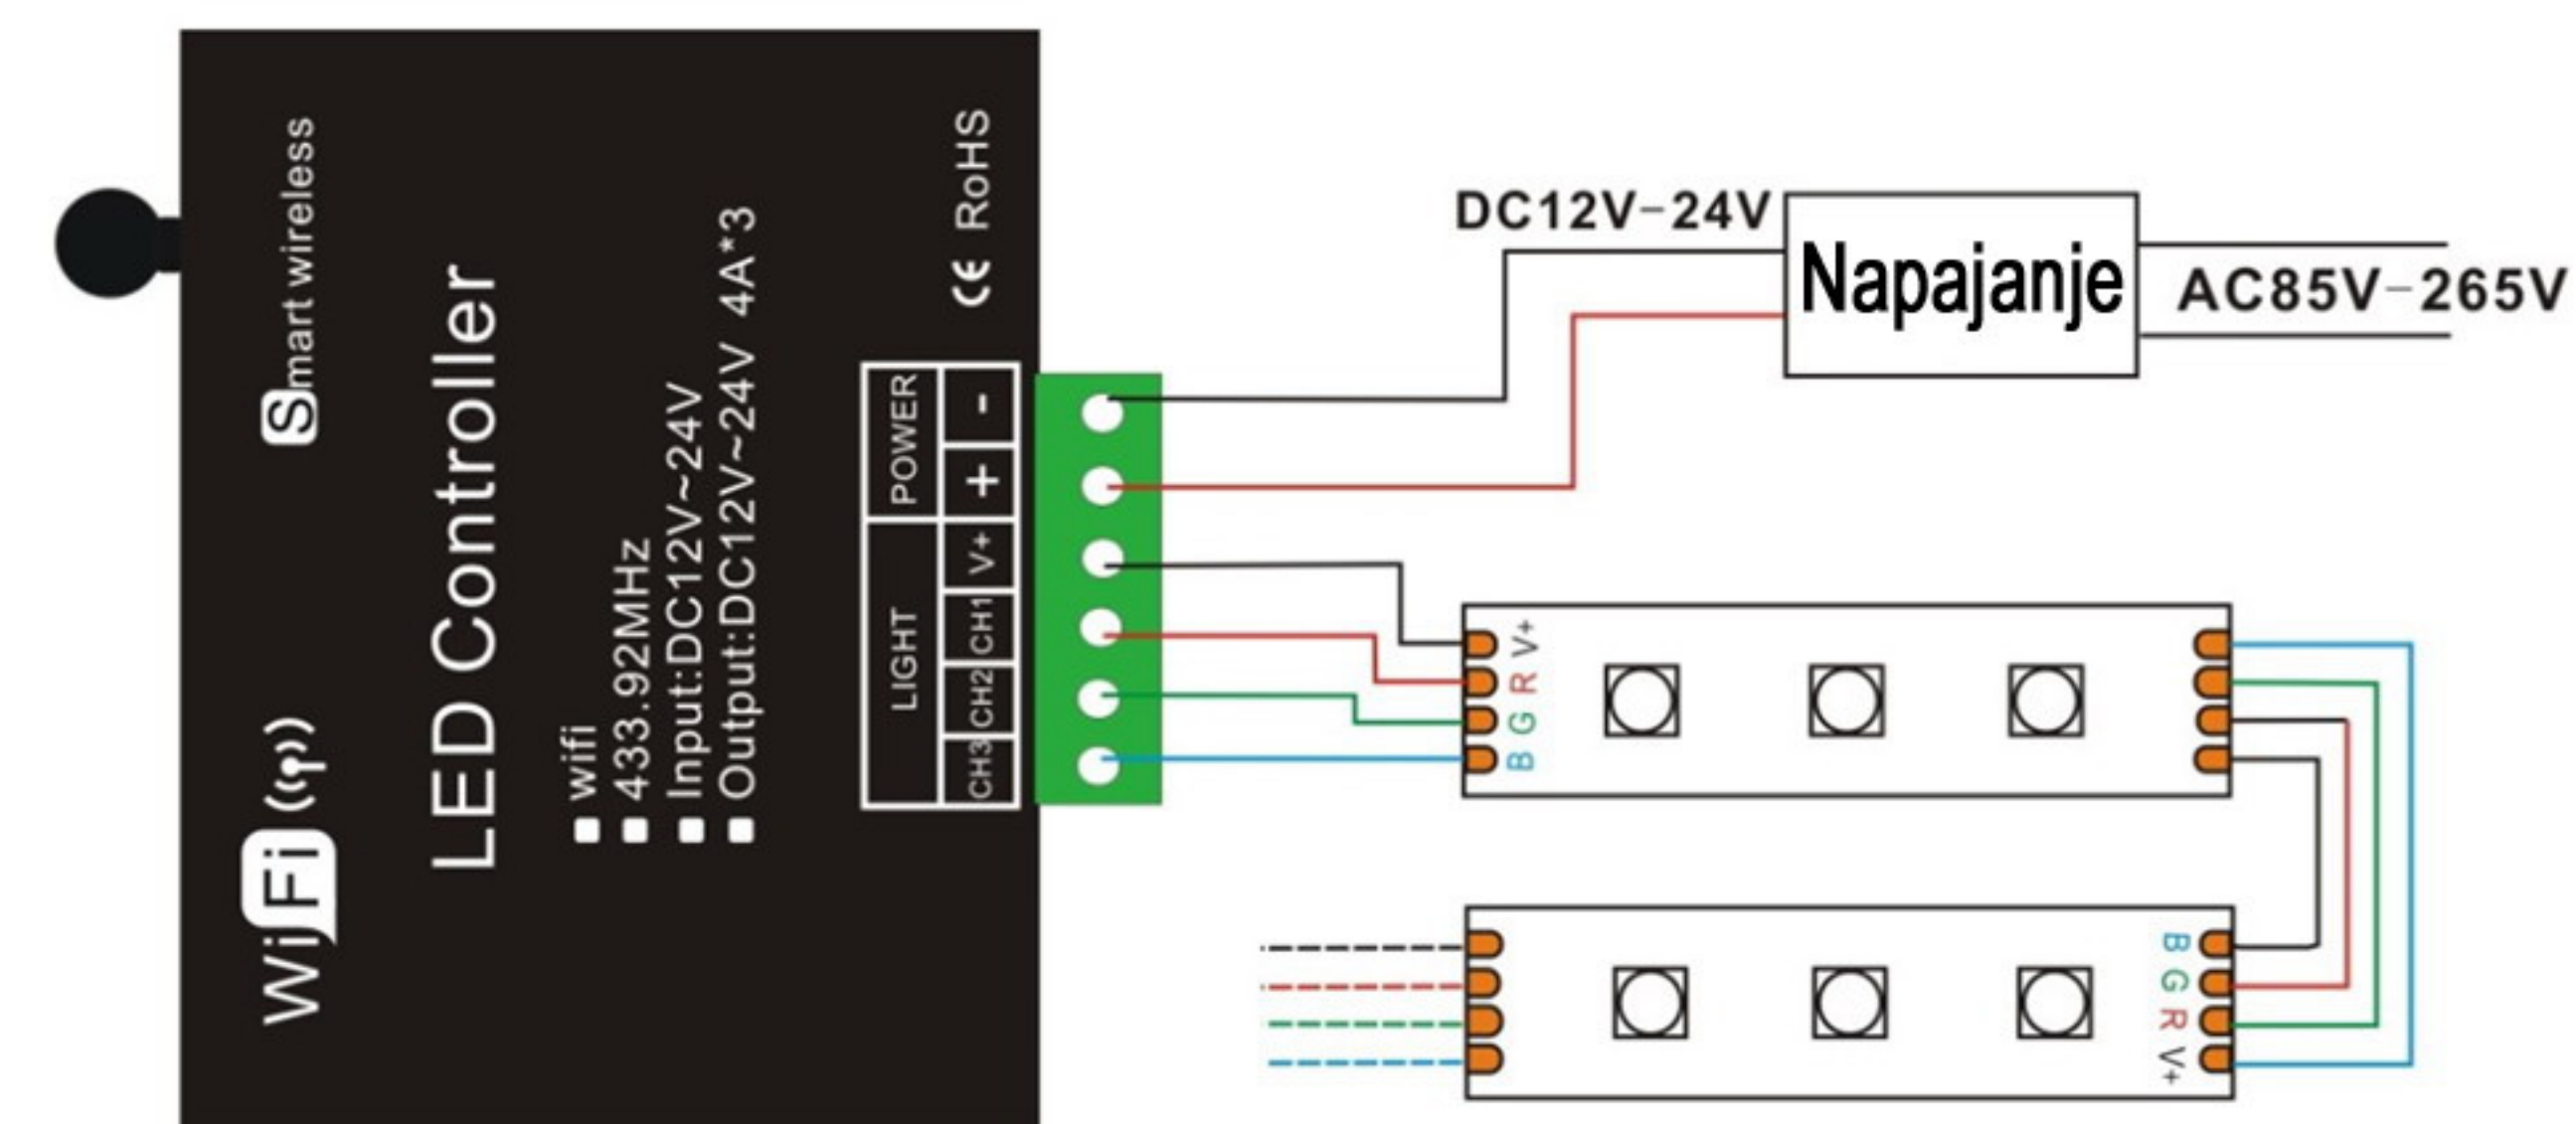 WiFi
Smart wireless
LED Controller
wifi
433.92MHz
Input:DC12V~24V
Output:DC12V~24V 4A*3
CE RoHS
POWER
-
+
LIGHT
V+
CH1
CH2
CH3
DC12V-24V
Napajanje
AC85V-265V
V+
R
G
B
B
G
R
V+